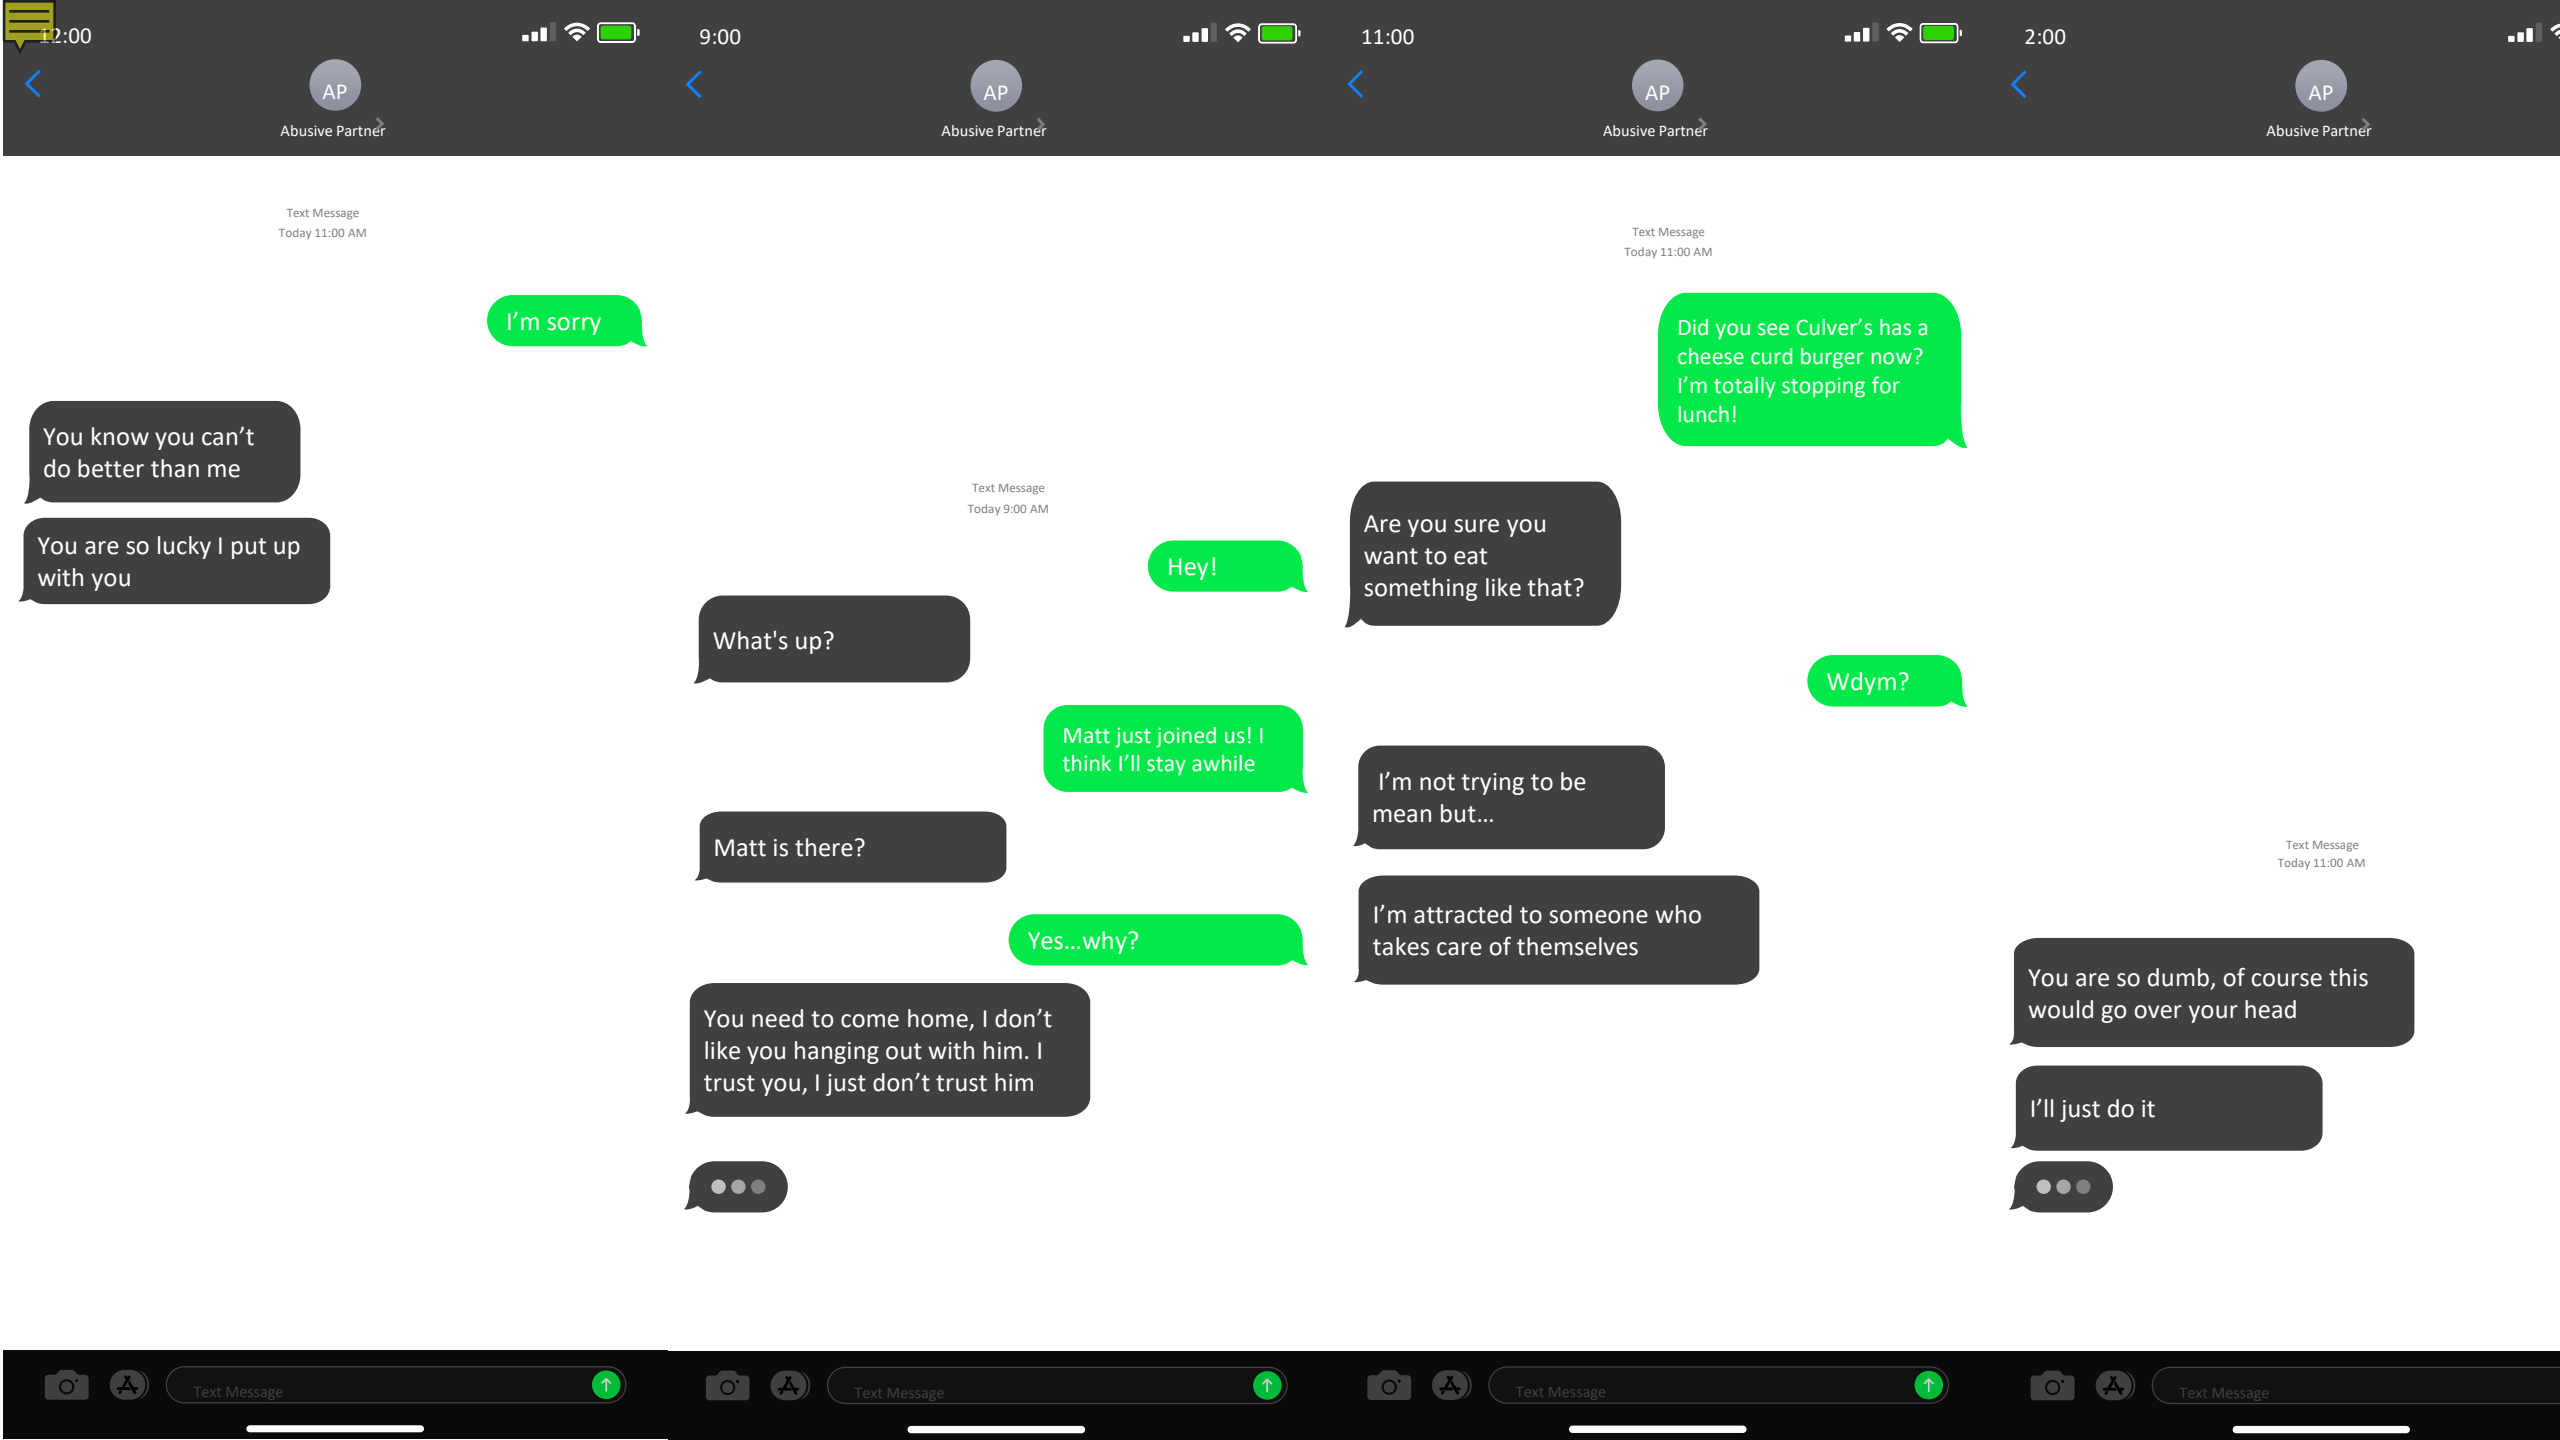 12:00
AP
Abusive Partner
Text Message
Today 11:00 AM
I'm sorry
You know you can't
do better than me
You are so lucky I put up
with you
Text Message
9:00
AP
Abusive Partner
Text Message
Today 9:00 AM
Hey!
What's up?
Matt just joined us! I
think I'll stay awhile
Matt is there?
Yes...why?
You need to come home, I don't
like you hanging out with him. I
trust you, I just don't trust him
Text Message
11:00
AP
Abusive Partner
Text Message
Today 11:00 AM
Did you see Culver's has a
cheese curd burger now?
I'm totally stopping for
lunch!
Are you sure you
want to eat
something like that?
Wdym?
I'm not trying to be
mean but...
I'm attracted to someone who
takes care of themselves
Text Message
2:00
AP
Abusive Partner
Text Message
Today 11:00 AM
You are so dumb, of course this
would go over your head
I'll just do it
Text Message